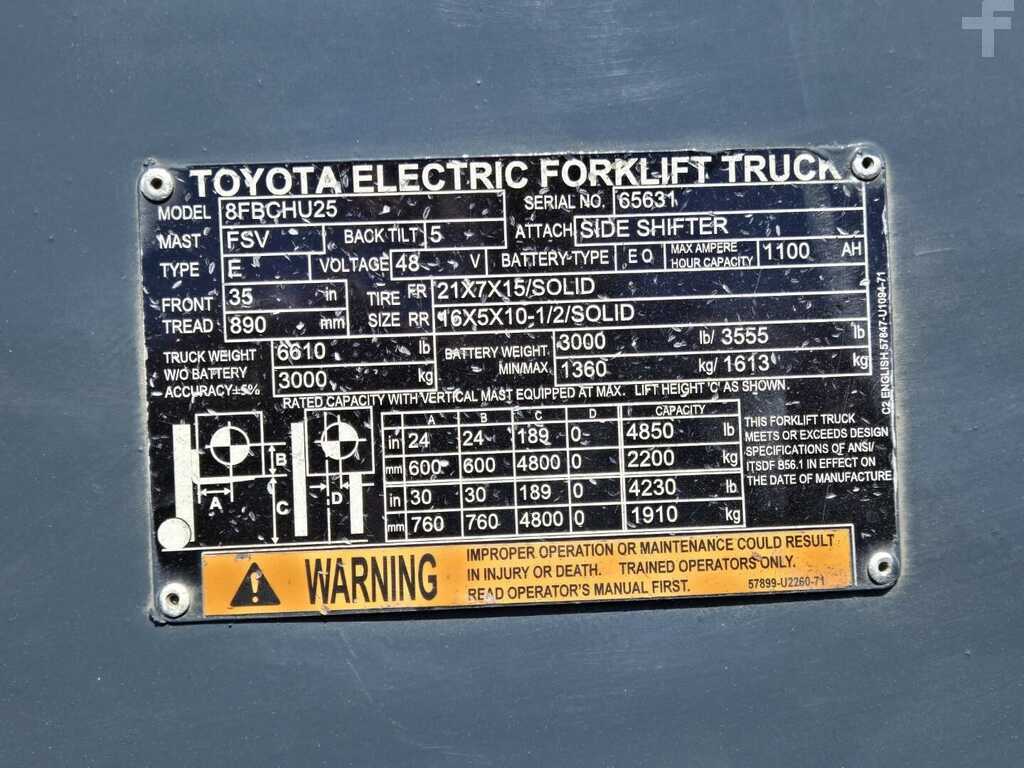 TOYOTA ELECTRIC FORKLIFT TRUCK
MODEL 8FBCHU25 SERIAL NO. 65631
MAST FSV BACK TILT 5 ATTACH SIDE SHIFTER
TYPE E VOLTAGE 48 V BATTERY-TYPE E O MAX AMPERE HOUR CAPACITY 1100 AH
FRONT TREAD 35 in TIRE SIZE FR 21X7X15/SOLID
890 mm RR 16X5X10-1/2/SOLID
TRUCK WEIGHT W/O BATTERY ACCURACY±5% 6610 lb BATTERY WEIGHT MIN/MAX. 3000 lb/ 3555
3000 kg 1360 kg/ 1613
RATED CAPACITY WITH VERTICAL MAST EQUIPPED AT MAX. LIFT HEIGHT 'C' AS SHOWN.
A B C D CAPACITY
in 24 24 189 0 4850 lb
mm 600 600 4800 0 2200 kg
in 30 30 189 0 4230 lb
mm 760 760 4800 0 1910 kg
A B C D
THIS FORKLIFT TRUCK
MEETS OR EXCEEDS DESIGN
SPECIFICATIONS OF ANSI/
ITSDF B56.1 IN EFFECT ON
THE DATE OF MANUFACTURE
C2 ENGLISH 57847-U1094-71
WARNING
IMPROPER OPERATION OR MAINTENANCE COULD RESULT
IN INJURY OR DEATH. TRAINED OPERATORS ONLY.
READ OPERATOR'S MANUAL FIRST. 57899-U2260-71
f